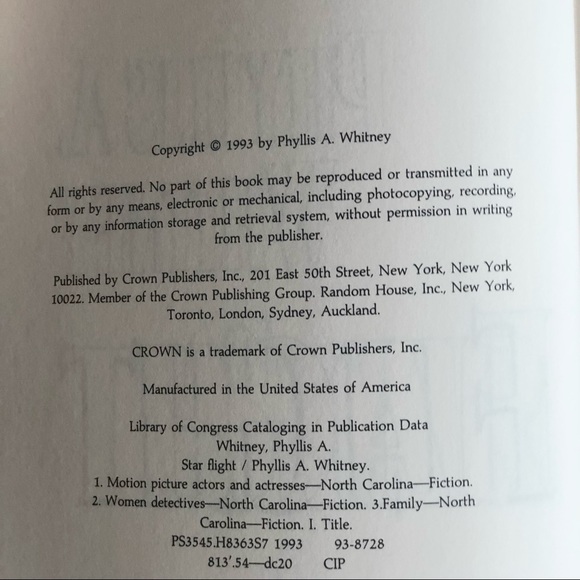 Copyright © 1993 by Phyllis A. Whitney
All rights reserved. No part of this book may be reproduced or transmitted in any
form or by any means, electronic or mechanical, including photocopying, recording,
or by any information storage and retrieval system, without permission in writing
from the publisher.
Published by Crown Publishers, Inc., 201 East 50th Street, New York, New York
10022. Member of the Crown Publishing Group. Random House, Inc., New York,
Toronto, London, Sydney, Auckland.
CROWN is a trademark of Crown Publishers, Inc.
Manufactured in the United States of America
Library of Congress Cataloging in Publication Data
Whitney, Phyllis A.
Star flight / Phyllis A. Whitney.
1. Motion picture actors and actresses—North Carolina—Fiction.
2. Women detectives—North Carolina—Fiction. 3.Family—North
Carolina—Fiction. I. Title.
PS3545.H8363S7 1993 93-8728
813'.54—dc20 CIP